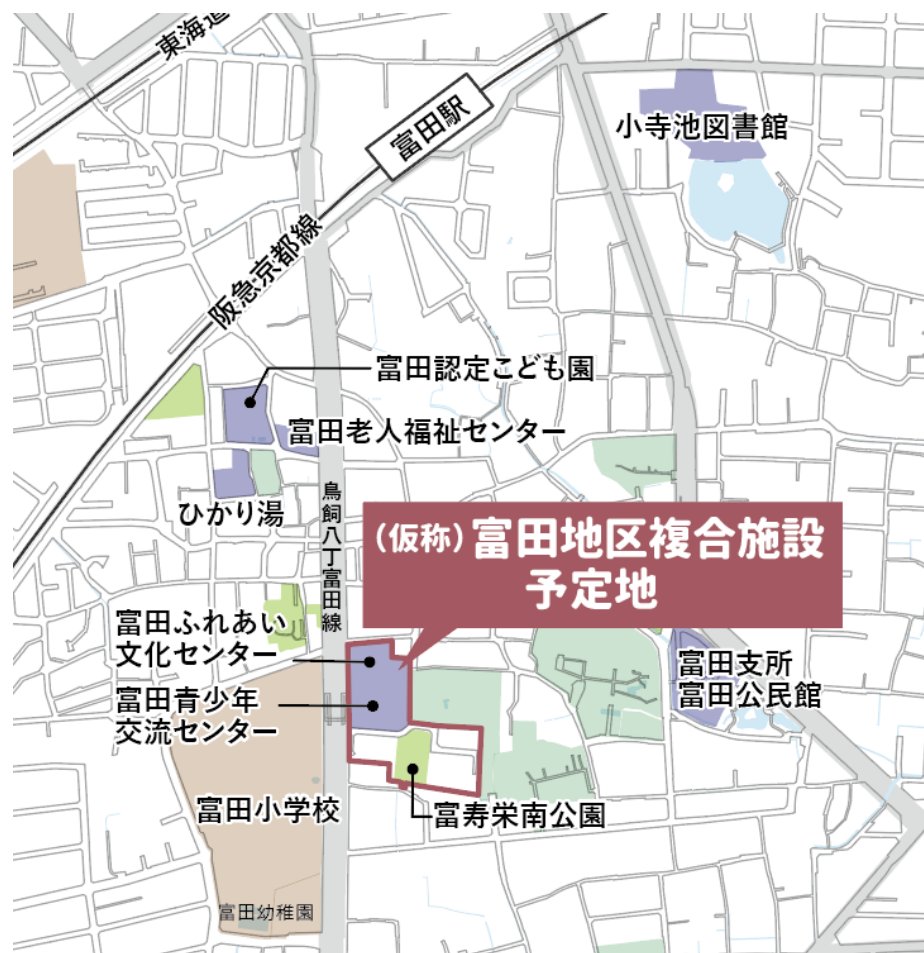 東海道
富田駅
小寺池図書館
阪急京都線
富田認定こども園
富田老人福祉センター
ひかり湯
鳥飼八丁富田線
(仮称)富田地区複合施設
予定地
富田ふれあい
文化センター
富田支所
富田公民館
富田青少年
交流センター
富田小学校
富寿栄南公園
富田幼稚園